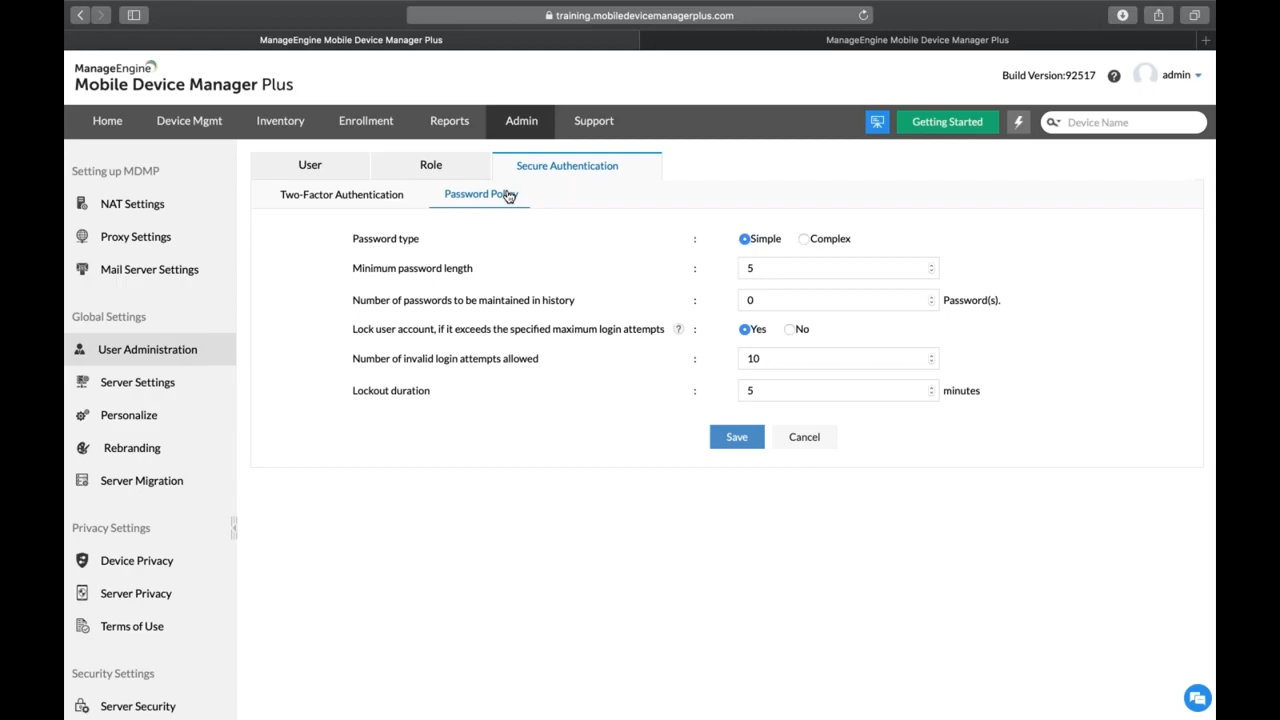 training.mobiledevicemanagerplus.com
ManageEngine Mobile Device Manager Plus
ManageEngine Mobile Device Manager Plus
ManageEngine
Mobile Device Manager Plus
Build Version:92517 ? admin
Home Device Mgmt Inventory Enrollment Reports Admin Support Getting Started Device Name
Setting up MDMP
NAT Settings
Proxy Settings
Mail Server Settings
Global Settings
User Administration
Server Settings
Personalize
Rebranding
Server Migration
Privacy Settings
Device Privacy
Server Privacy
Terms of Use
Security Settings
Server Security
User Role Secure Authentication
Two-Factor Authentication Password Policy
Password type : Simple Complex
Minimum password length : 5
Number of passwords to be maintained in history : 0 Password(s).
Lock user account, if it exceeds the specified maximum login attempts ? : Yes No
Number of invalid login attempts allowed : 10
Lockout duration : 5 minutes
Save Cancel